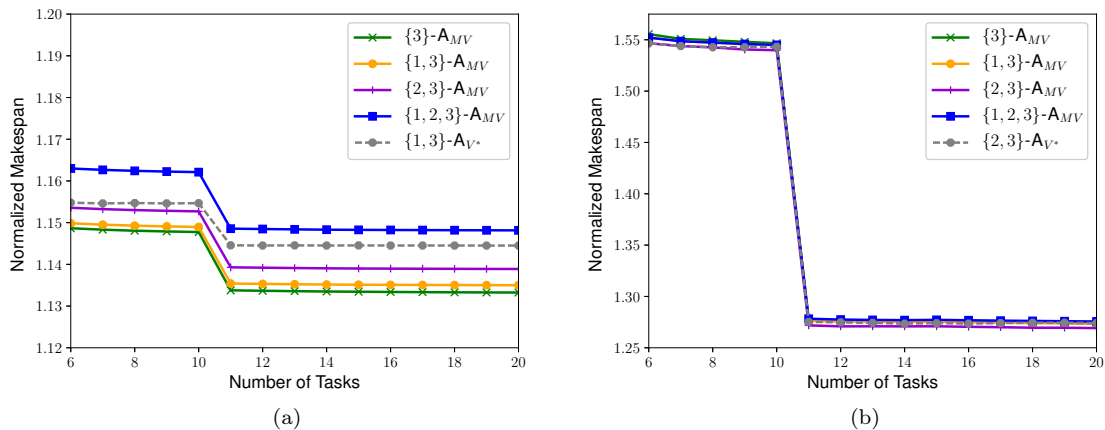 1.20
1.19
1.18
1.17
1.16
1.15
1.14
1.13
1.12
Normalized Makespan
6 8 10 12 14 16 18 20
Number of Tasks
{3}-A_MV
{1, 3}-A_MV
{2, 3}-A_MV
{1, 2, 3}-A_MV
{1, 3}-A_V*
(a)
1.55
1.50
1.45
1.40
1.35
1.30
1.25
Normalized Makespan
6 8 10 12 14 16 18 20
Number of Tasks
{3}-A_MV
{1, 3}-A_MV
{2, 3}-A_MV
{1, 2, 3}-A_MV
{2, 3}-A_V*
(b)